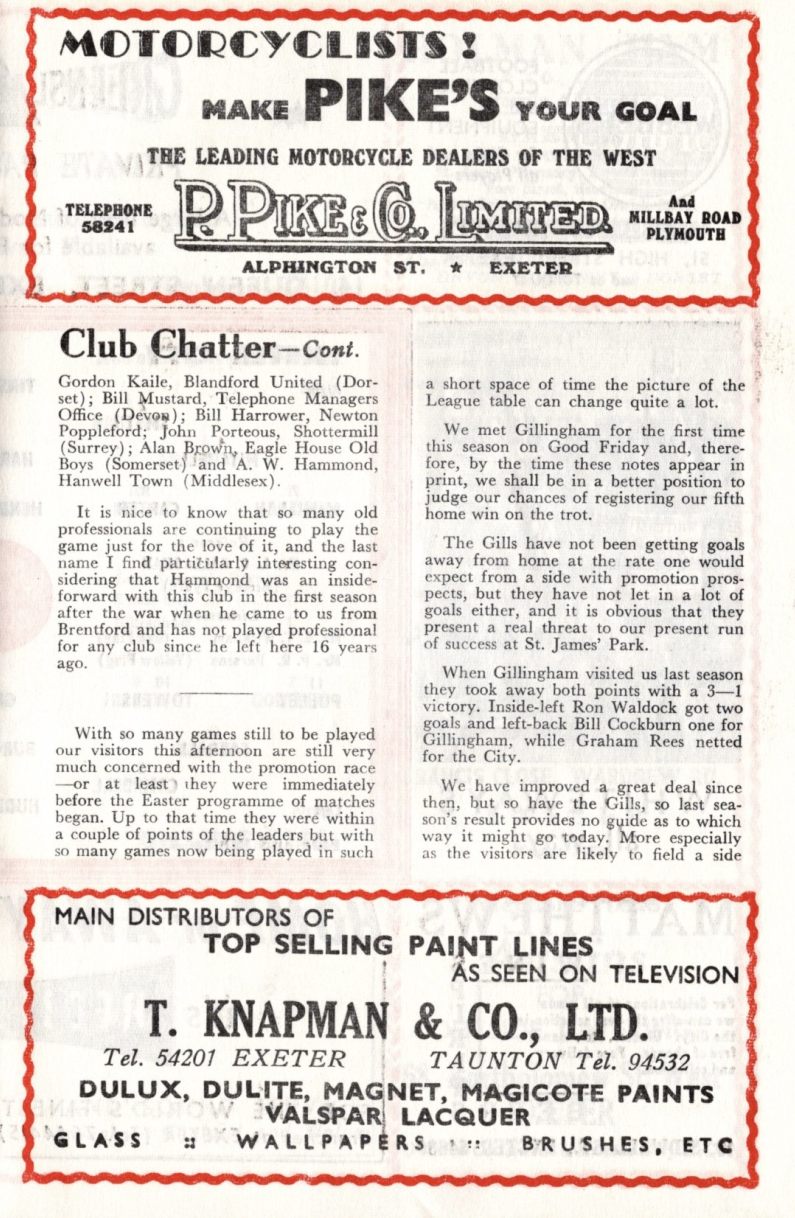 MOTORCYCLISTS!
MAKE PIKE'S YOUR GOAL
THE LEADING MOTORCYCLE DEALERS OF THE WEST
TELEPHONE
58241
P. PIKE & Co., LIMITED
And
MILLBAY ROAD
PLYMOUTH
ALPHINGTON ST. ★ EXETER
Club Chatter—Cont.
Gordon Kaile, Blandford United (Dor-
set); Bill Mustard, Telephone Managers
Office (Devon); Bill Harrower, Newton
Poppleford; John Porteous, Shottermill
(Surrey); Alan Brown, Eagle House Old
Boys (Somerset) and A. W. Hammond,
Hanwell Town (Middlesex).
It is nice to know that so many old
professionals are continuing to play the
game just for the love of it, and the last
name I find particularly interesting con-
sidering that Hammond was an inside-
forward with this club in the first season
after the war when he came to us from
Brentford and has not played professional
for any club since he left here 16 years
ago.
With so many games still to be played
our visitors this afternoon are still very
much concerned with the promotion race
—or at least they were immediately
before the Easter programme of matches
began. Up to that time they were within
a couple of points of the leaders but with
so many games now being played in such
a short space of time the picture of the
League table can change quite a lot.
We met Gillingham for the first time
this season on Good Friday and, there-
fore, by the time these notes appear in
print, we shall be in a better position to
judge our chances of registering our fifth
home win on the trot.
The Gills have not been getting goals
away from home at the rate one would
expect from a side with promotion pros-
pects, but they have not let in a lot of
goals either, and it is obvious that they
present a real threat to our present run
of success at St. James' Park.
When Gillingham visited us last season
they took away both points with a 3—1
victory. Inside-left Ron Waldock got two
goals and left-back Bill Cockburn one for
Gillingham, while Graham Rees netted
for the City.
We have improved a great deal since
then, but so have the Gills, so last sea-
son's result provides no guide as to which
way it might go today. More especially
as the visitors are likely to field a side
MAIN DISTRIBUTORS OF
TOP SELLING PAINT LINES
AS SEEN ON TELEVISION
T. KNAPMAN & CO., LTD.
Tel. 54201 EXETER TAUNTON Tel. 94532
DULUX, DULITE, MAGNET, MAGICOTE PAINTS
VALSPAR LACQUER
GLASS :: WALLPAPERS :: BRUSHES, ETC